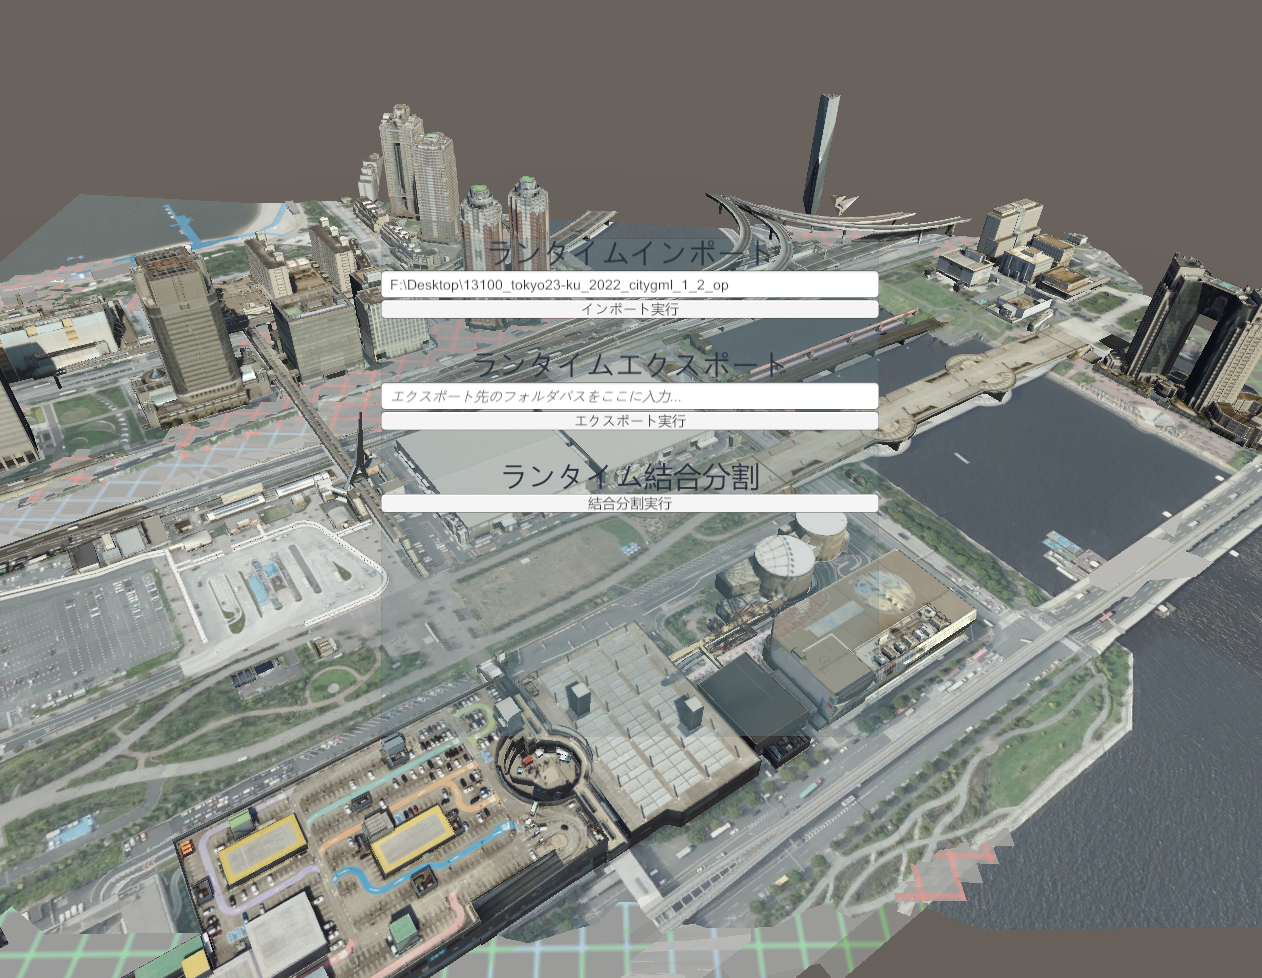 ランタイムインポート
F:\Desktop\13100_tokyo23-ku_2022_citygml_1_2_op
インポート実行
ランタイムエクスポート
エクスポート先のフォルダパスをここに入力...
エクスポート実行
ランタイム結合分割
結合分割実行